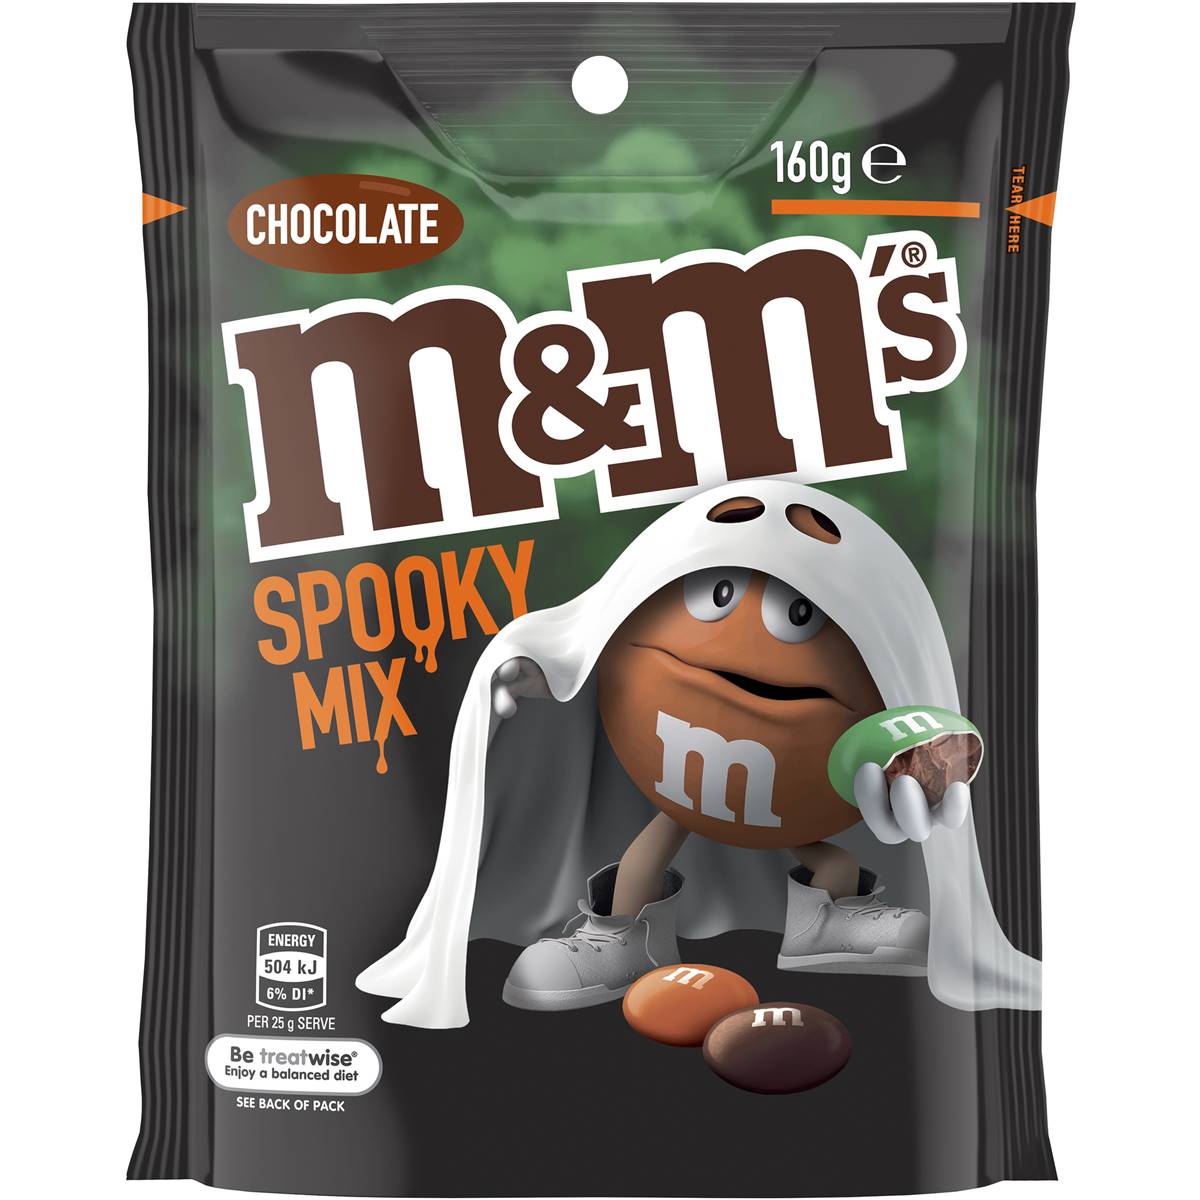 160g ℮
CHOCOLATE
TEAR HERE
m&m's®
SPOOKY
MIX
m
m
ENERGY
504 kJ
6% DI*
PER 25 g SERVE
Be treatwise®
Enjoy a balanced diet
SEE BACK OF PACK
m
m